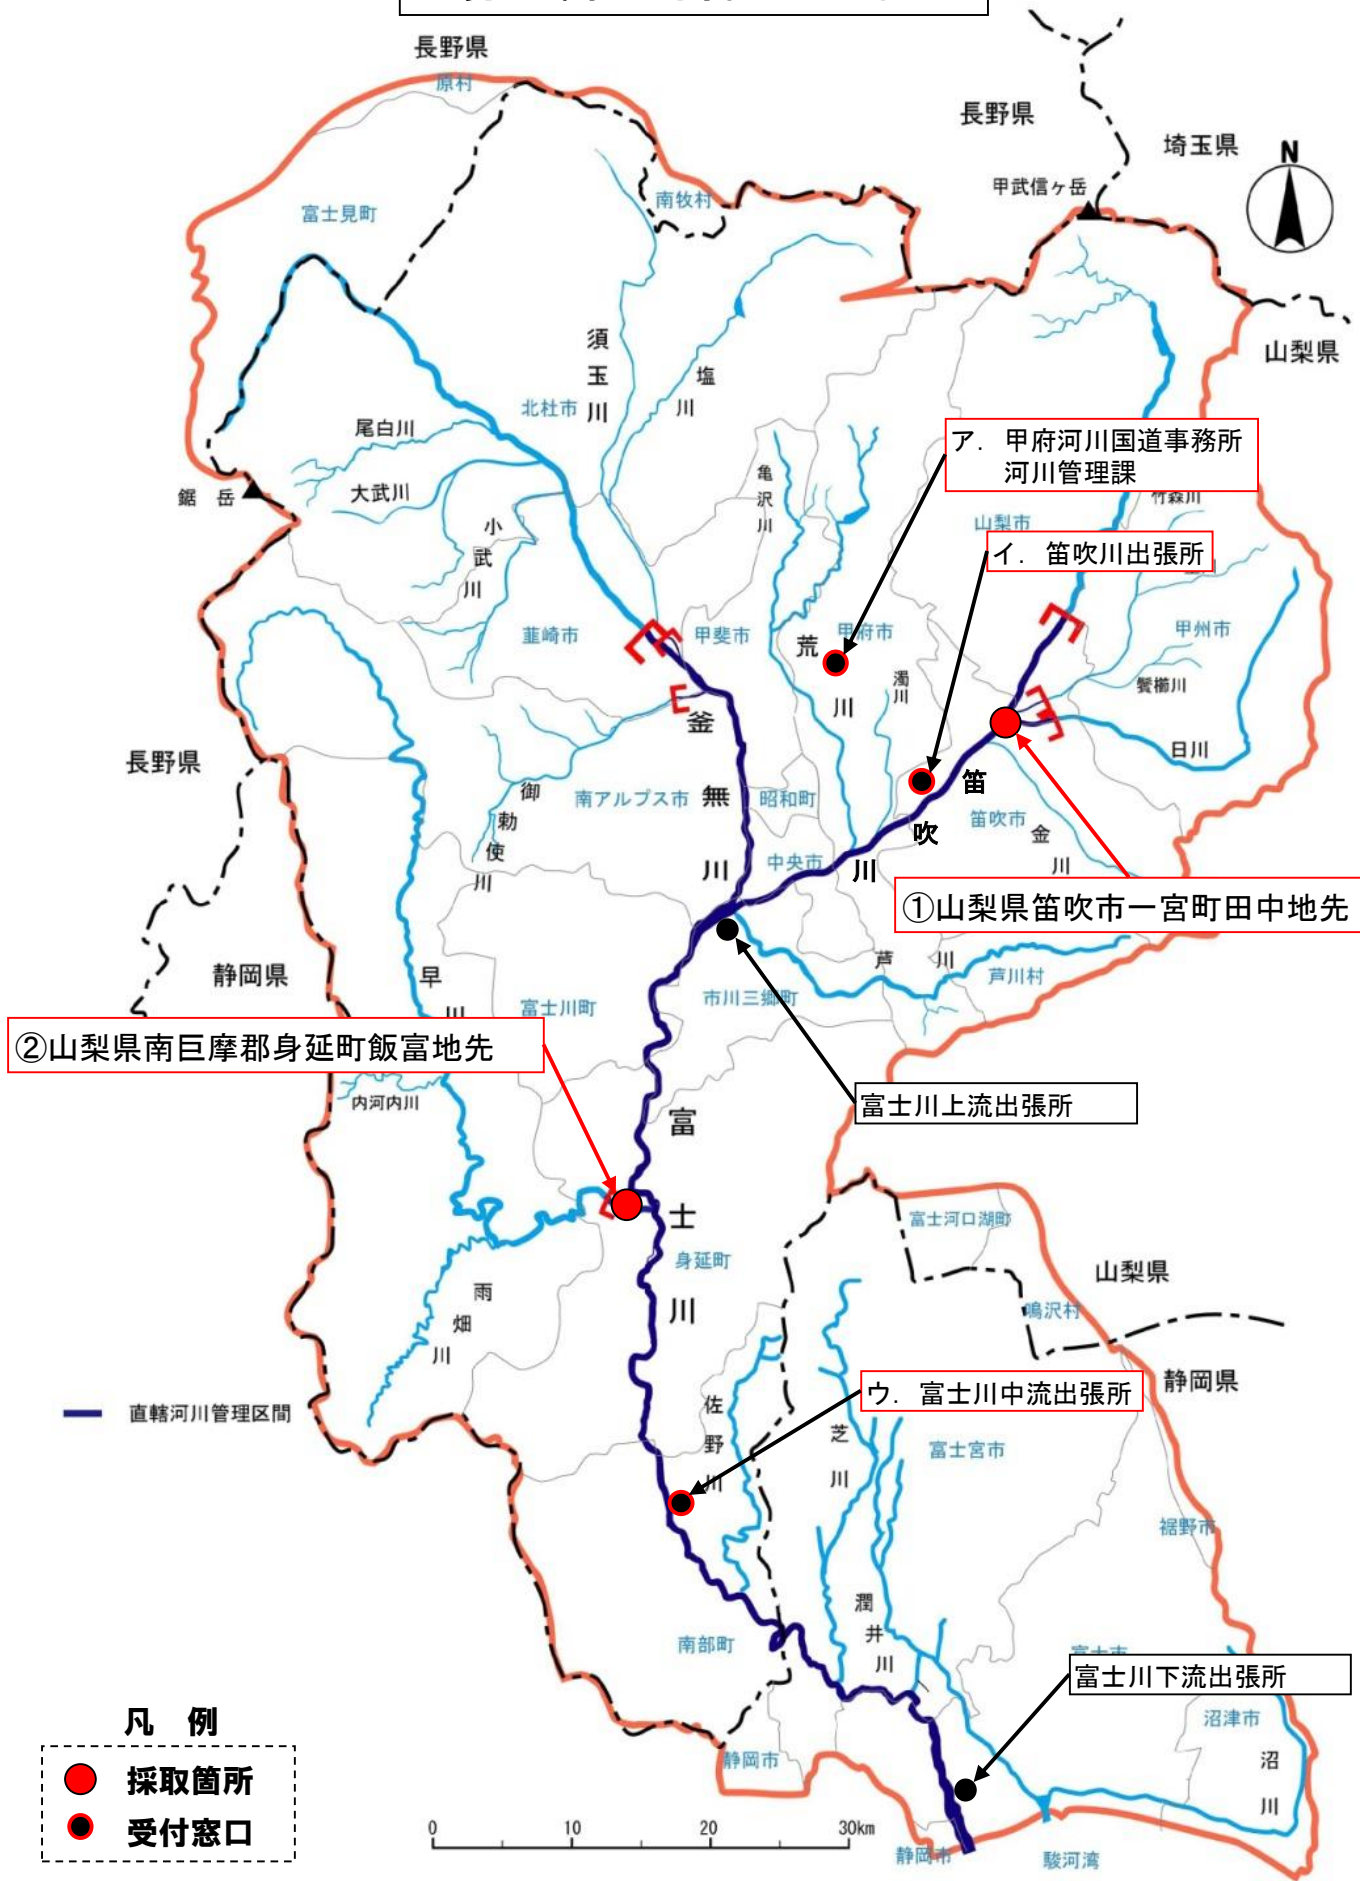 長野県
原村
長野県
埼玉県
N
甲武信ヶ岳
南牧村
富士見町
山梨県
須玉川
塩川
北杜市
尾白川
大武川
鋸 岳
小武川
亀沢川
ア. 甲府河川国道事務所
河川管理課
竹森川
山梨市
イ. 笛吹川出張所
韮崎市
甲斐市
荒川
甲府市
甲州市
濁川
鬢櫛川
日川
釜無川
長野県
御勅使川
南アルプス市
昭和町
笛吹川
笛吹市
金川
中央市
①山梨県笛吹市一宮町田中地先
静岡県
早川
富士川町
市川三郷町
芦川
芦川村
②山梨県南巨摩郡身延町飯富地先
内河内川
富士川上流出張所
富士川
富士河口湖町
身延町
山梨県
鳴沢村
雨畑川
静岡県
直轄河川管理区間
ウ. 富士川中流出張所
佐野川
芝川
富士宮市
裾野市
潤井川
南部町
富士市
富士川下流出張所
沼津市
沼川
静岡市
凡 例
採取箇所
受付窓口
0 10 20 30km
静岡市
駿河湾